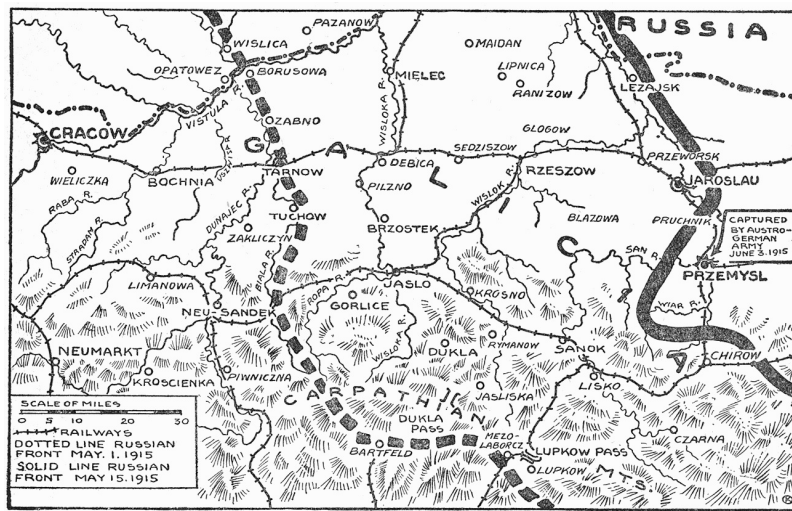 PAZANOW
RUSSIA
WISLICA
MAIDAN
OPATOWEZ
BORUSOWA
MIELEC
LIPNICA
RANIZOW
LEZAJSK
VISTULA R.
ZABNO
WISLOKA R.
GLOGOW
CRACOW
GALICIA
SEDZISZOW
PRZEWORSK
WIELICZKA
BOCHNIA
TARNOW
DEBICA
RZESZOW
JAROSLAU
RABA R.
PILZNO
WISLOK R.
STRADAM R.
DUNAJEC R.
TUCHOW
BRZOSTEK
BLAZOWA
PRUCHNIK
CAPTURED
BY AUSTRO-
GERMAN
ARMY
JUNE 3. 1915
ZAKLICZYN
BIALA R.
SAN R.
PRZEMYSL
LIMANOWA
ROPA R.
JASLO
KROSNO
WIAR R.
NEU-SANDEK
GORLICE
WISLOKA R.
NEUMARKT
DUKLA
RYMANOW
SANOK
CHIROW
KROSCIENKA
PIWNICZNA
JASLISKA
LISKO
CARPATHIAN
DUKLA
PASS
CZARNA
BARTFELD
MEZO-
LABORCZ
LUPKOW PASS
LUPKOW
MTS.
SCALE OF MILES
0 5 10 20 30
RAILWAYS
DOTTED LINE RUSSIAN
FRONT MAY. 1. 1915
SOLID LINE RUSSIAN
FRONT MAY 15. 1915